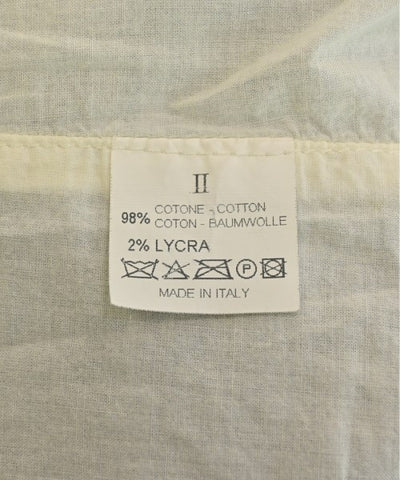 II
98% COTONE - COTTON
COTON - BAUMWOLLE
2% LYCRA
P
MADE IN ITALY